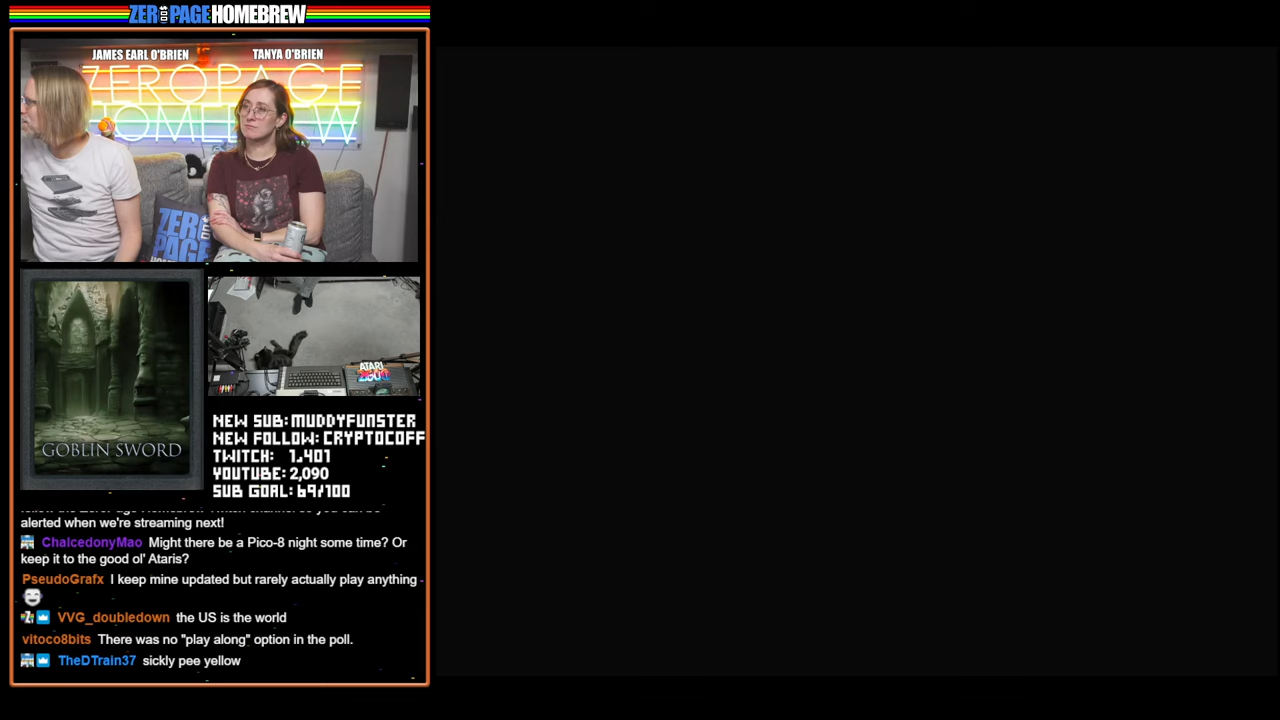 ZEROPAGE HOMEBREW
JAMES EARL O'BRIEN
TANYA O'BRIEN
ZEROPAGE
HOMEBREW
ZERO
PAGE
GOBLIN SWORD
ATARI
2600
NEW SUB: MUDDYFUNSTER
NEW FOLLOW: CRYPTOCOFF
TWITCH: 1,401
YOUTUBE: 2,090
SUB GOAL: 69/100
alerted when we're streaming next!
ChalcedonyMao Might there be a Pico-8 night some time? Or
keep it to the good ol' Ataris?
PseudoGrafx I keep mine updated but rarely actually play anything
VVG_doubledown the US is the world
vitoco8bits There was no "play along" option in the poll.
TheDTrain37 sickly pee yellow